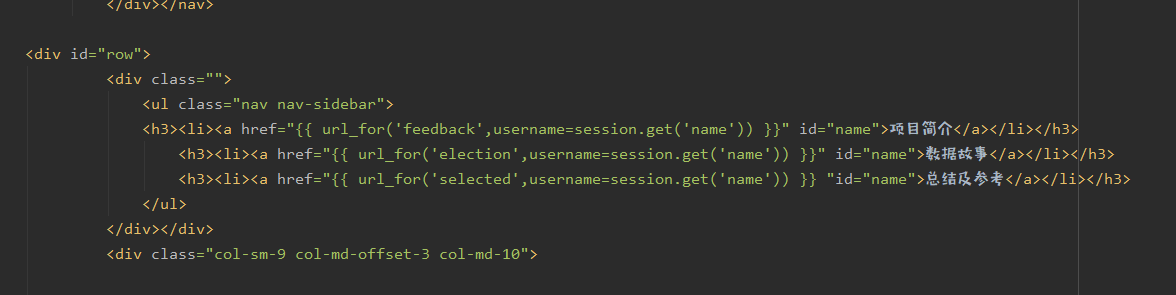 </div></nav>
<div id="row">
<div class="">
<ul class="nav nav-sidebar">
<h3><li><a href="{{ url_for('feedback',username=session.get('name')) }}" id="name">项目简介</a></li></h3>
<h3><li><a href="{{ url_for('election',username=session.get('name')) }}" id="name">数据故事</a></li></h3>
<h3><li><a href="{{ url_for('selected',username=session.get('name')) }} "id="name">总结及参考</a></li></h3>
</ul>
</div></div>
<div class="col-sm-9 col-md-offset-3 col-md-10">